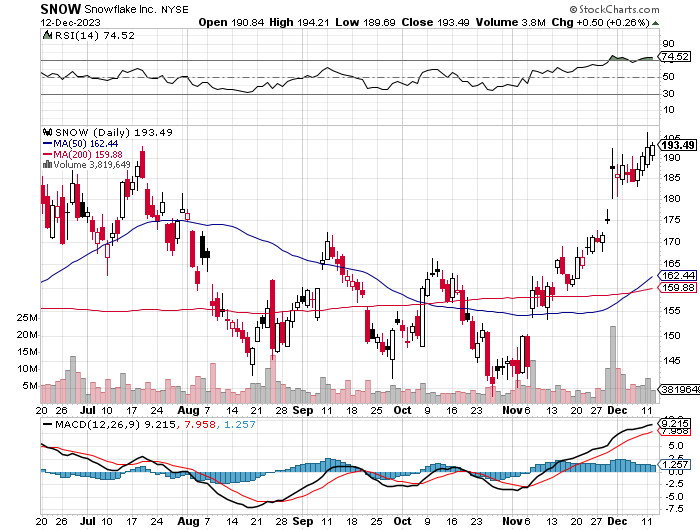 SNOW Snowflake Inc. NYSE © StockCharts.com
12-Dec-2023 Open 190.84 High 194.21 Low 189.69 Close 193.49 Volume 3.8M Chg +0.50 (+0.26%)
RSI(14) 74.52
90
74.52
50
30
10
SNOW (Daily) 193.49
MA(50) 162.44
MA(200) 159.88
Volume 3,819,649
195
193.49
190
185
180
175
170
165
162.44
159.88
155
150
145
140
3819649
25M
20M
15M
10M
5M
20 26 Jul 10 17 24 Aug 7 14 21 28 Sep 11 18 25 Oct 9 16 23 Nov 6 13 20 27 Dec 11
MACD(12,26,9) 9.215, 7.958, 1.257
9.215
7.958
5.0
2.5
1.257
-2.5
-5.0
-7.5
20 26 Jul 10 17 24 Aug 7 14 21 28 Sep 11 18 25 Oct 9 16 23 Nov 6 13 20 27 Dec 11